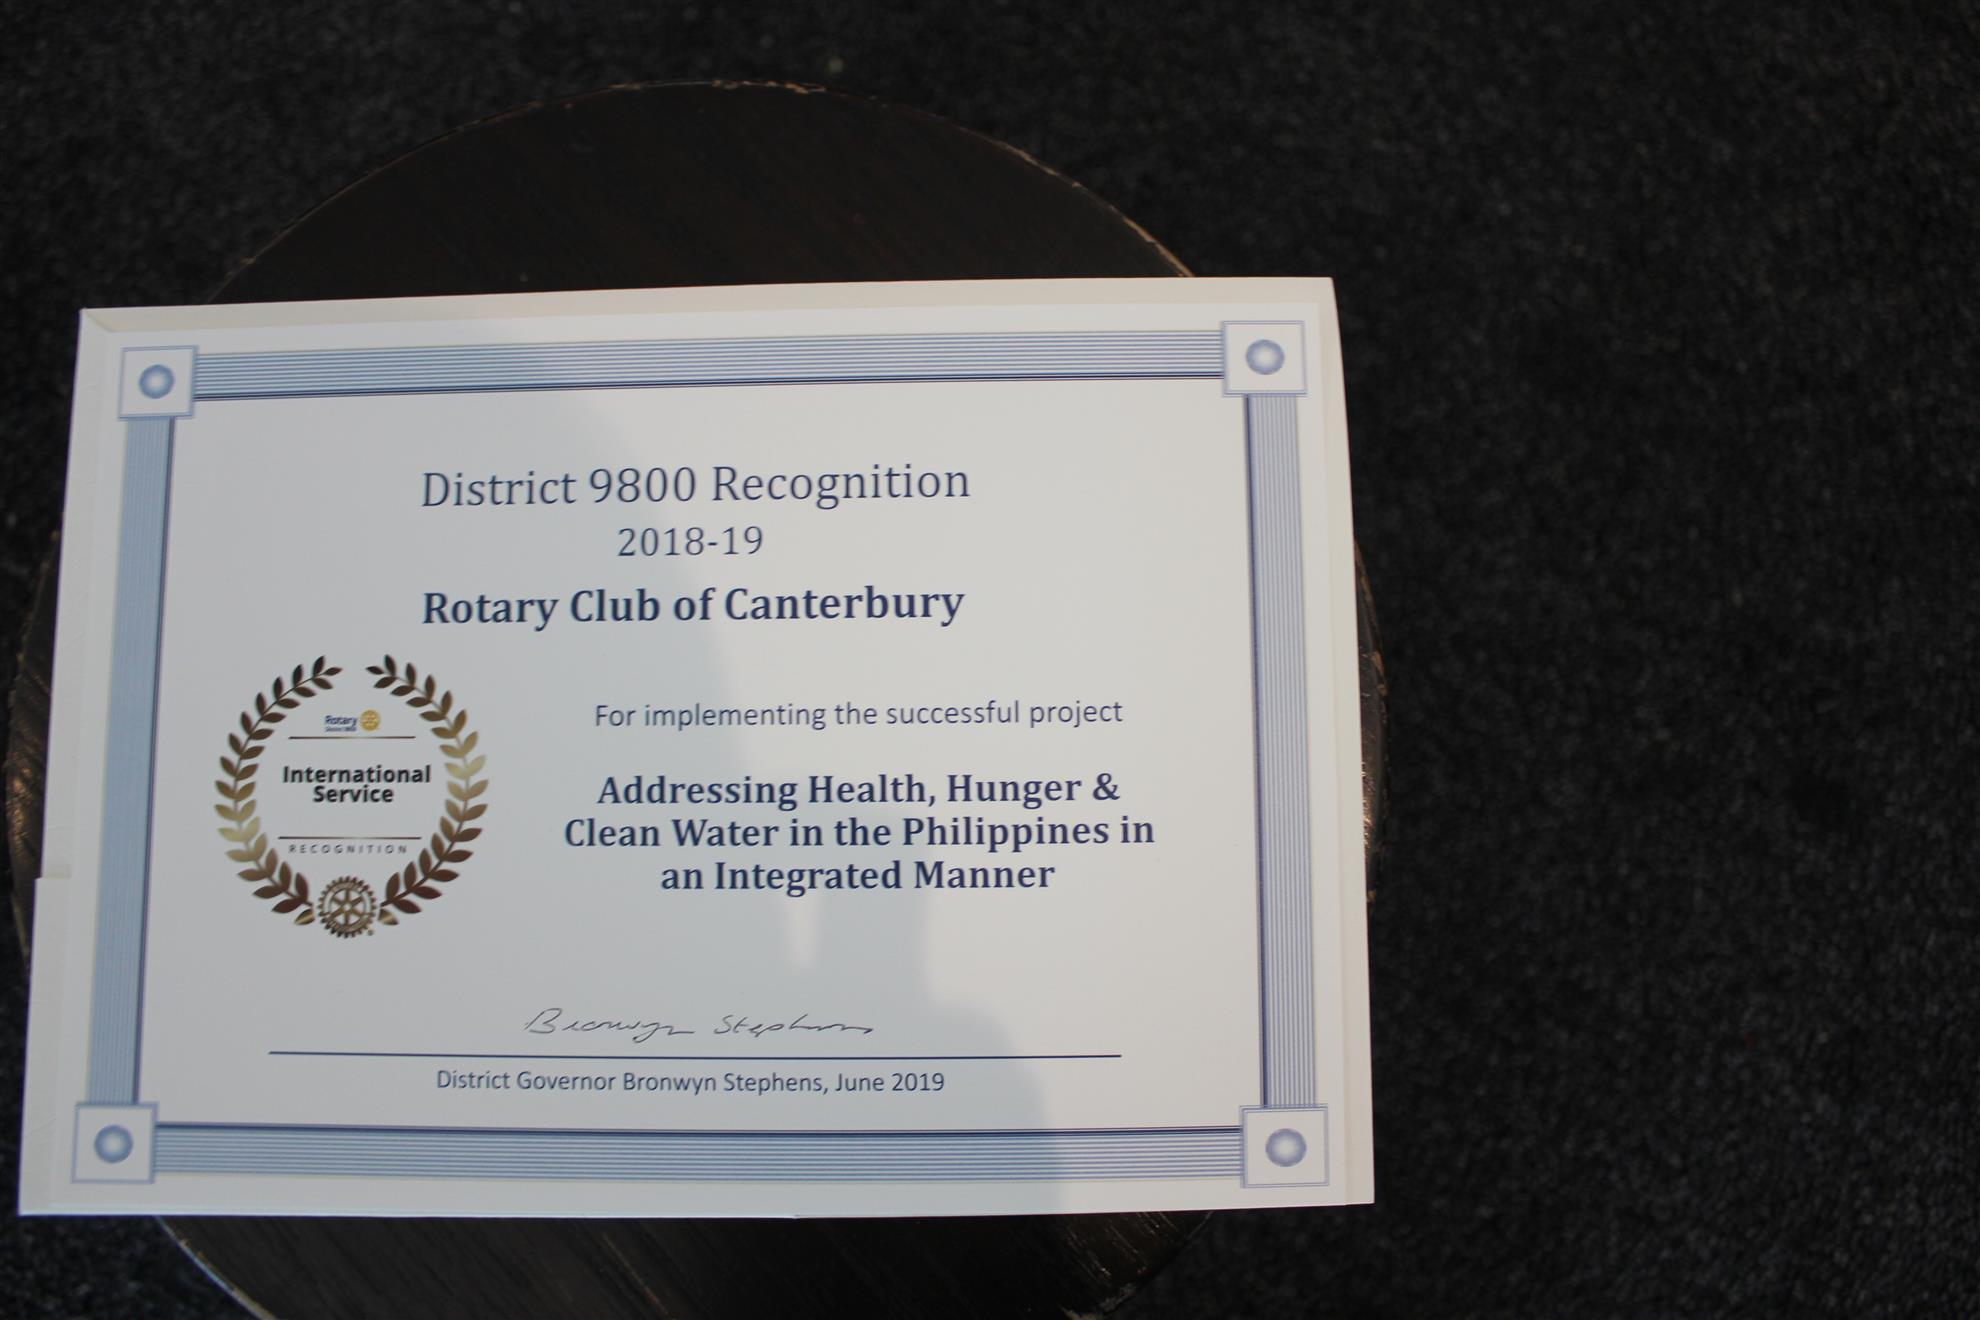 District 9800 Recognition
2018-19
Rotary Club of Canterbury
Rotary
International
Service
RECOGNITION
For implementing the successful project
Addressing Health, Hunger &
Clean Water in the Philippines in
an Integrated Manner
Bronwyn Stephens
District Governor Bronwyn Stephens, June 2019